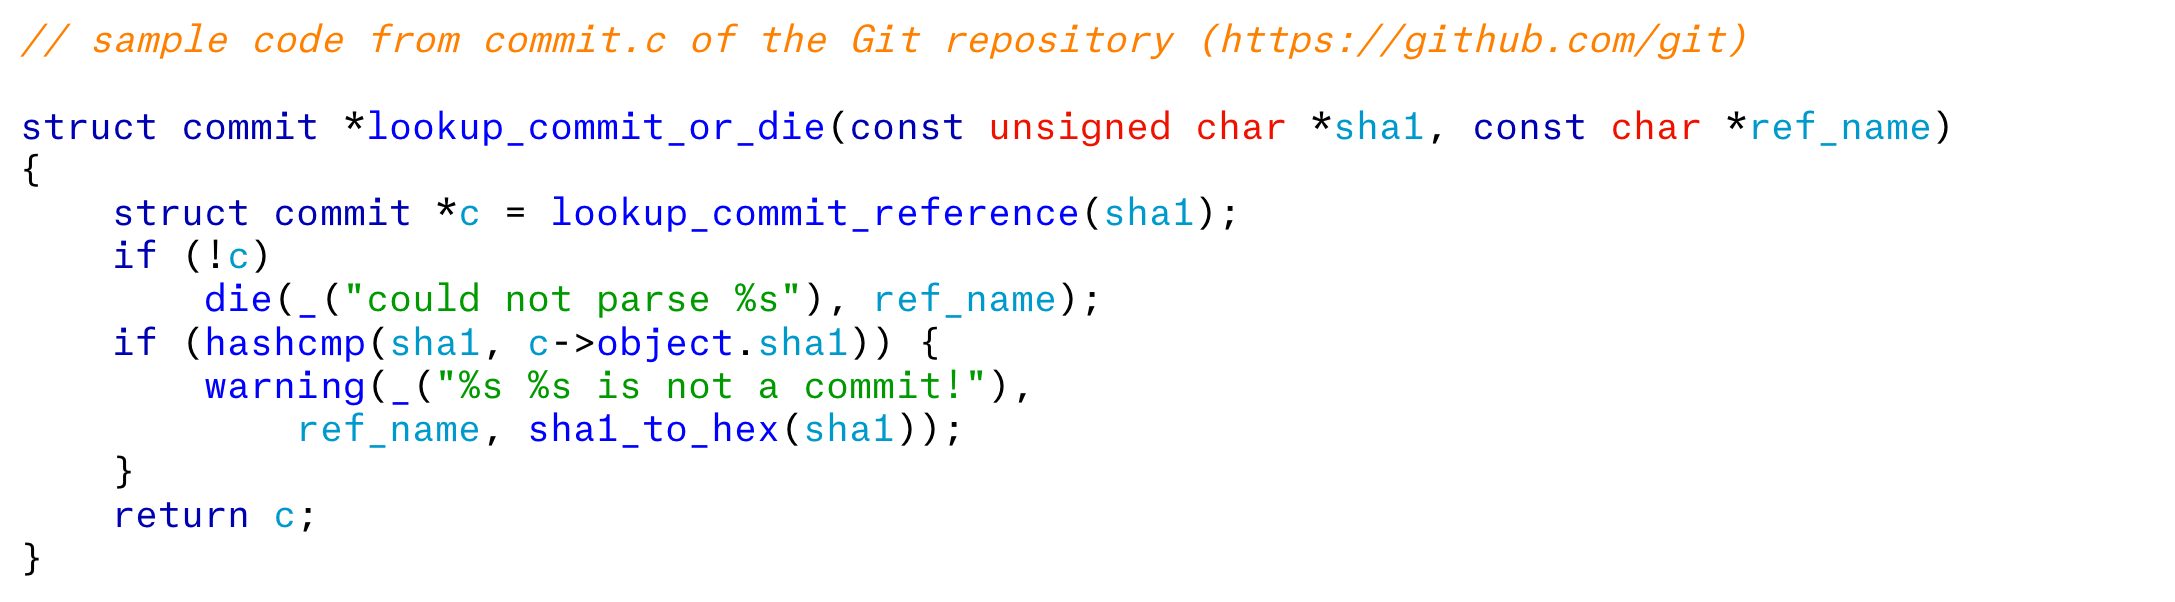 // sample code from commit.c of the Git repository (https://github.com/git)

struct commit *lookup_commit_or_die(const unsigned char *sha1, const char *ref_name)
{
    struct commit *c = lookup_commit_reference(sha1);
    if (!c)
        die(_("could not parse %s"), ref_name);
    if (hashcmp(sha1, c->object.sha1)) {
        warning(_("%s %s is not a commit!"),
            ref_name, sha1_to_hex(sha1));
    }
    return c;
}